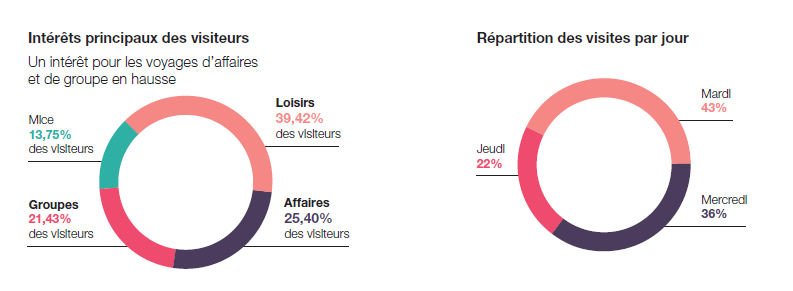 Intérêts principaux des visiteurs
Un intérêt pour les voyages d'affaires
et de groupe en hausse
Mice
13,75%
des visiteurs
Loisirs
39,42%
des visiteurs
Groupes
21,43%
des visiteurs
Affaires
25,40%
des visiteurs
Répartition des visites par jour
Mardi
43%
Jeudi
22%
Mercredi
36%